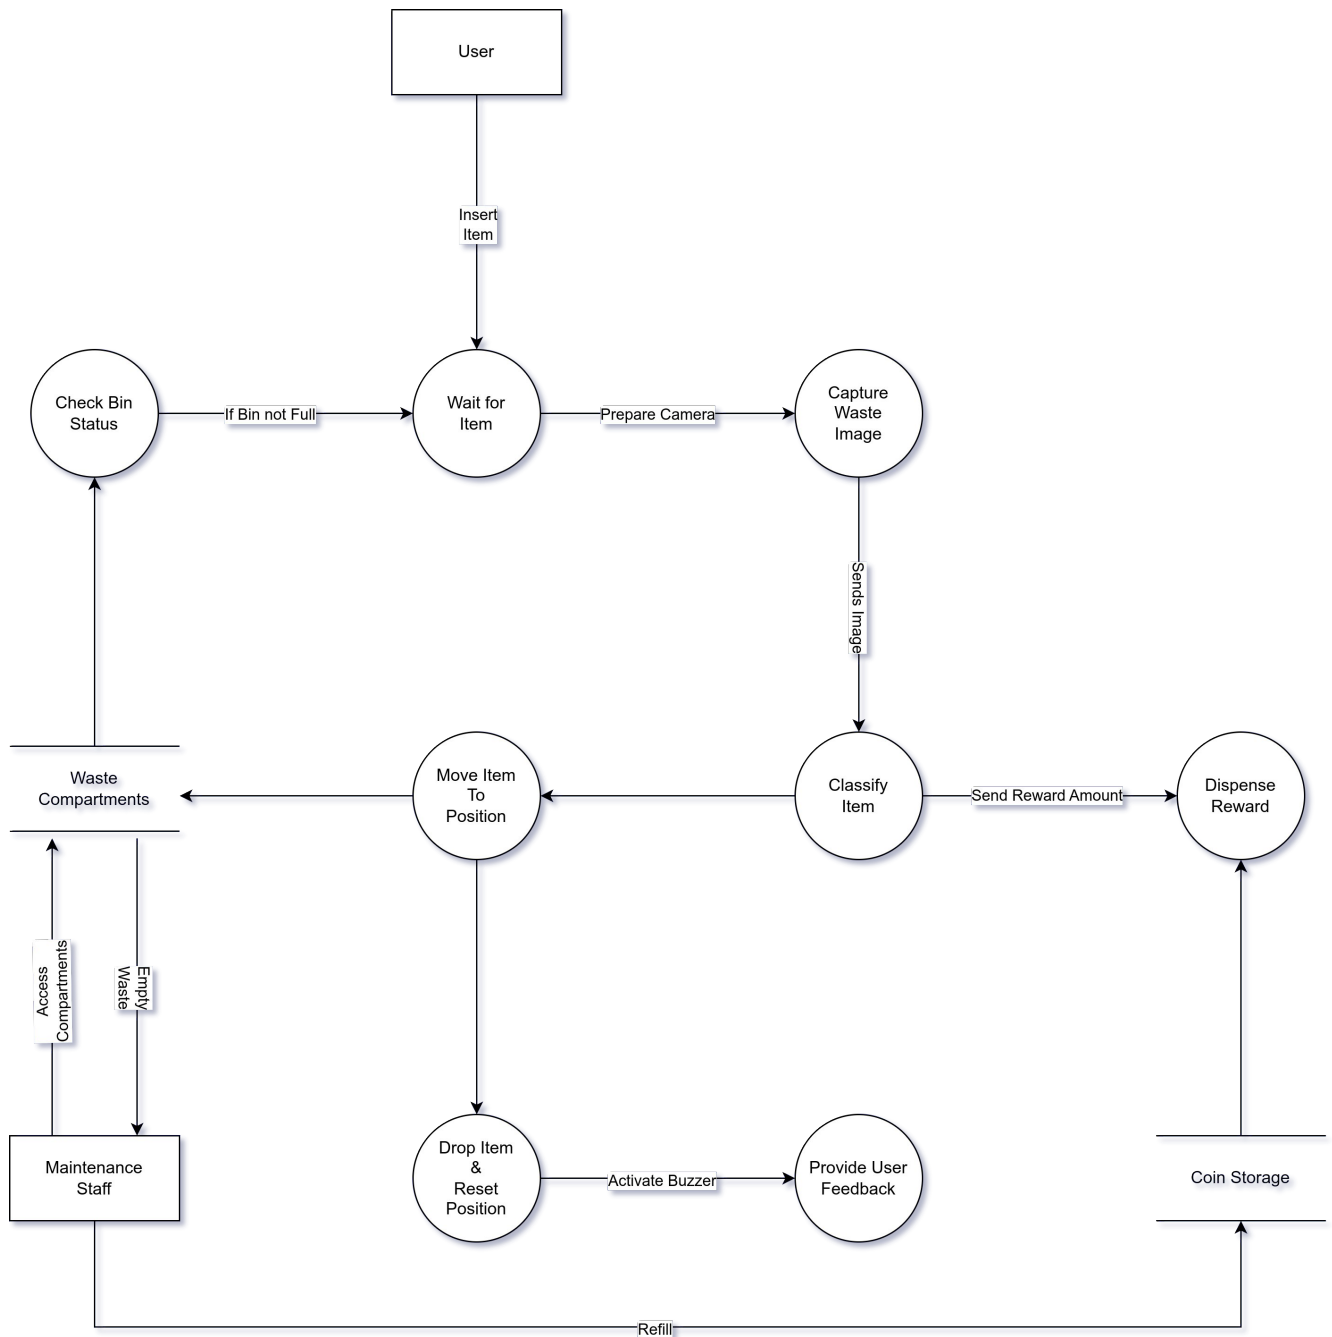 User
Insert
Item
Check Bin
Status
If Bin not Full
Wait for
Item
Prepare Camera
Capture
Waste
Image
Sends Image
Waste
Compartments
Move Item
To
Position
Classify
Item
Send Reward Amount
Dispense
Reward
Access
Compartments
Empty
Waste
Maintenance
Staff
Drop Item
&
Reset
Position
Activate Buzzer
Provide User
Feedback
Coin Storage
Refill